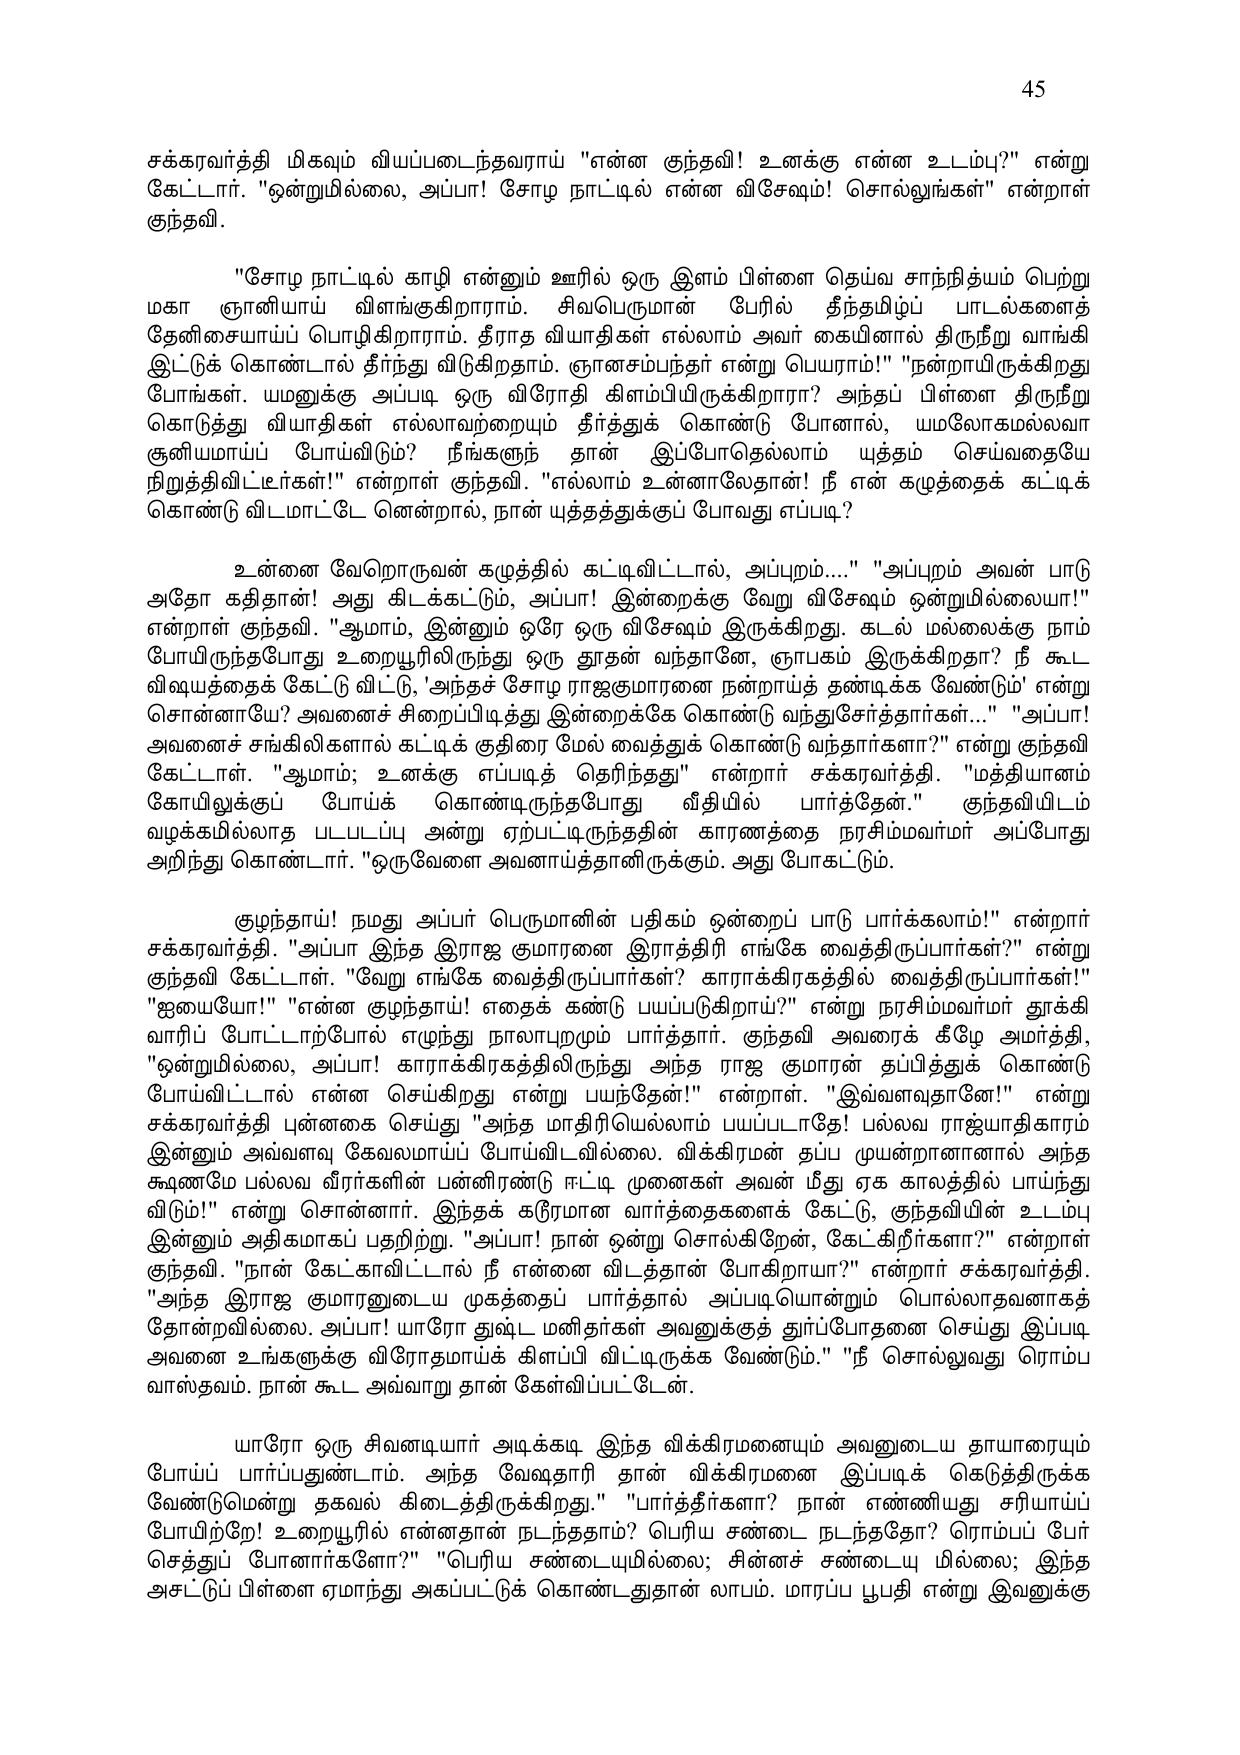 45
சக்கரவர்த்தி மிகவும் வியப்படைந்தவராய் "என்ன குந்தவி! உனக்கு என்ன உடம்பு?" என்று
கேட்டார். "ஒன்றுமில்லை, அப்பா! சோழ நாட்டில் என்ன விசேஷம்! சொல்லுங்கள்" என்றாள்
குந்தவி.
"சோழ நாட்டில் காழி என்னும் ஊரில் ஒரு இளம் பிள்ளை தெய்வ சாந்நித்யம் பெற்று
மகா ஞானியாய் விளங்குகிறாராம். சிவபெருமான் பேரில் தீந்தமிழ்ப் பாடல்களைத்
தேனிசையாய்ப் பொழிகிறாராம். தீராத வியாதிகள் எல்லாம் அவர் கையினால் திருநீறு வாங்கி
இட்டுக் கொண்டால் தீர்ந்து விடுகிறதாம். ஞானசம்பந்தர் என்று பெயராம்!" "நன்றாயிருக்கிறது
போங்கள். யமனுக்கு அப்படி ஒரு விரோதி கிளம்பியிருக்கிறாரா? அந்தப் பிள்ளை திருநீறு
கொடுத்து வியாதிகள் எல்லாவற்றையும் தீர்த்துக் கொண்டு போனால், யமலோகமல்லவா
சூனியமாய்ப் போய்விடும்? நீங்களுந் தான் இப்போதெல்லாம் யுத்தம் செய்வதையே
நிறுத்திவிட்டீர்கள்!" என்றாள் குந்தவி. "எல்லாம் உன்னாலேதான்! நீ என் கழுத்தைக் கட்டிக்
கொண்டு விடமாட்டே னென்றால், நான் யுத்தத்துக்குப் போவது எப்படி?
உன்னை வேறொருவன் கழுத்தில் கட்டிவிட்டால், அப்புறம்...." "அப்புறம் அவன் பாடு
அதோ கதிதான்! அது கிடக்கட்டும், அப்பா! இன்றைக்கு வேறு விசேஷம் ஒன்றுமில்லையா!"
என்றாள் குந்தவி. "ஆமாம், இன்னும் ஒரே ஒரு விசேஷம் இருக்கிறது. கடல் மல்லைக்கு நாம்
போயிருந்தபோது உறையூரிலிருந்து ஒரு தூதன் வந்தானே, ஞாபகம் இருக்கிறதா? நீ கூட
விஷயத்தைக் கேட்டு விட்டு, 'அந்தச் சோழ ராஜகுமாரனை நன்றாய்த் தண்டிக்க வேண்டும்' என்று
சொன்னாயே? அவனைச் சிறைப்பிடித்து இன்றைக்கே கொண்டு வந்துசேர்த்தார்கள்..." "அப்பா!
அவனைச் சங்கிலிகளால் கட்டிக் குதிரை மேல் வைத்துக் கொண்டு வந்தார்களா?" என்று குந்தவி
கேட்டாள். "ஆமாம்; உனக்கு எப்படித் தெரிந்தது" என்றார் சக்கரவர்த்தி. "மத்தியானம்
கோயிலுக்குப் போய்க் கொண்டிருந்தபோது வீதியில் பார்த்தேன்." குந்தவியிடம்
வழக்கமில்லாத படபடப்பு அன்று ஏற்பட்டிருந்ததின் காரணத்தை நரசிம்மவர்மர் அப்போது
அறிந்து கொண்டார். "ஒருவேளை அவனாய்த்தானிருக்கும். அது போகட்டும்.
குழந்தாய்! நமது அப்பர் பெருமானின் பதிகம் ஒன்றைப் பாடு பார்க்கலாம்!" என்றார்
சக்கரவர்த்தி. "அப்பா இந்த இராஜ குமாரனை இராத்திரி எங்கே வைத்திருப்பார்கள்?" என்று
குந்தவி கேட்டாள். "வேறு எங்கே வைத்திருப்பார்கள்? காராக்கிரகத்தில் வைத்திருப்பார்கள்!"
"ஐயையோ!" "என்ன குழந்தாய்! எதைக் கண்டு பயப்படுகிறாய்?" என்று நரசிம்மவர்மர் தூக்கி
வாரிப் போட்டாற்போல் எழுந்து நாலாபுறமும் பார்த்தார். குந்தவி அவரைக் கீழே அமர்த்தி,
"ஒன்றுமில்லை, அப்பா! காராக்கிரகத்திலிருந்து அந்த ராஜ குமாரன் தப்பித்துக் கொண்டு
போய்விட்டால் என்ன செய்கிறது என்று பயந்தேன்!" என்றாள். "இவ்வளவுதானே!" என்று
சக்கரவர்த்தி புன்னகை செய்து "அந்த மாதிரியெல்லாம் பயப்படாதே! பல்லவ ராஜ்யாதிகாரம்
இன்னும் அவ்வளவு கேவலமாய்ப் போய்விடவில்லை. விக்கிரமன் தப்ப முயன்றானானால் அந்த
க்ஷணமே பல்லவ வீரர்களின் பன்னிரண்டு ஈட்டி முனைகள் அவன் மீது ஏக காலத்தில் பாய்ந்து
விடும்!" என்று சொன்னார். இந்தக் கடூரமான வார்த்தைகளைக் கேட்டு, குந்தவியின் உடம்பு
இன்னும் அதிகமாகப் பதறிற்று. "அப்பா! நான் ஒன்று சொல்கிறேன், கேட்கிறீர்களா?" என்றாள்
குந்தவி. "நான் கேட்காவிட்டால் நீ என்னை விடத்தான் போகிறாயா?" என்றார் சக்கரவர்த்தி.
"அந்த இராஜ குமாரனுடைய முகத்தைப் பார்த்தால் அப்படியொன்றும் பொல்லாதவனாகத்
தோன்றவில்லை. அப்பா! யாரோ துஷ்ட மனிதர்கள் அவனுக்குத் துர்ப்போதனை செய்து இப்படி
அவனை உங்களுக்கு விரோதமாய்க் கிளப்பி விட்டிருக்க வேண்டும்." "நீ சொல்லுவது ரொம்ப
வாஸ்தவம். நான் கூட அவ்வாறு தான் கேள்விப்பட்டேன்.
யாரோ ஒரு சிவனடியார் அடிக்கடி இந்த விக்கிரமனையும் அவனுடைய தாயாரையும்
போய்ப் பார்ப்பதுண்டாம். அந்த வேஷதாரி தான் விக்கிரமனை இப்படிக் கெடுத்திருக்க
வேண்டுமென்று தகவல் கிடைத்திருக்கிறது." "பார்த்தீர்களா? நான் எண்ணியது சரியாய்ப்
போயிற்றே! உறையூரில் என்னதான் நடந்ததாம்? பெரிய சண்டை நடந்ததோ? ரொம்பப் பேர்
செத்துப் போனார்களோ?" "பெரிய சண்டையுமில்லை; சின்னச் சண்டையு மில்லை; இந்த
அசட்டுப் பிள்ளை ஏமாந்து அகப்பட்டுக் கொண்டதுதான் லாபம். மாரப்ப பூபதி என்று இவனுக்கு